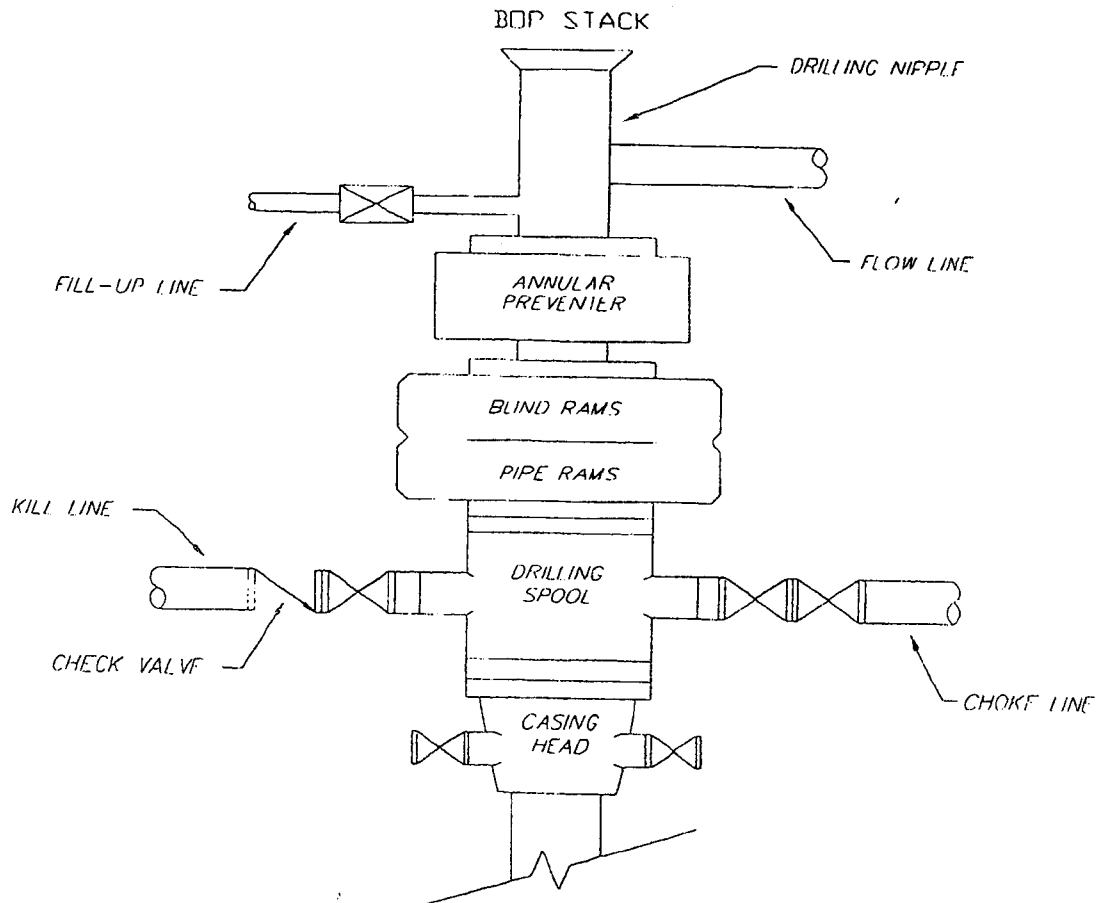 BOP STACK
DRILLING NIPPLE
FLOW LINE
FILL-UP LINE
ANNULAR
PREVENTER
BLIND RAMS
PIPE RAMS
KILL LINE
DRILLING
SPOOL
CHECK VALVE
CHOKE LINE
CASING
HEAD